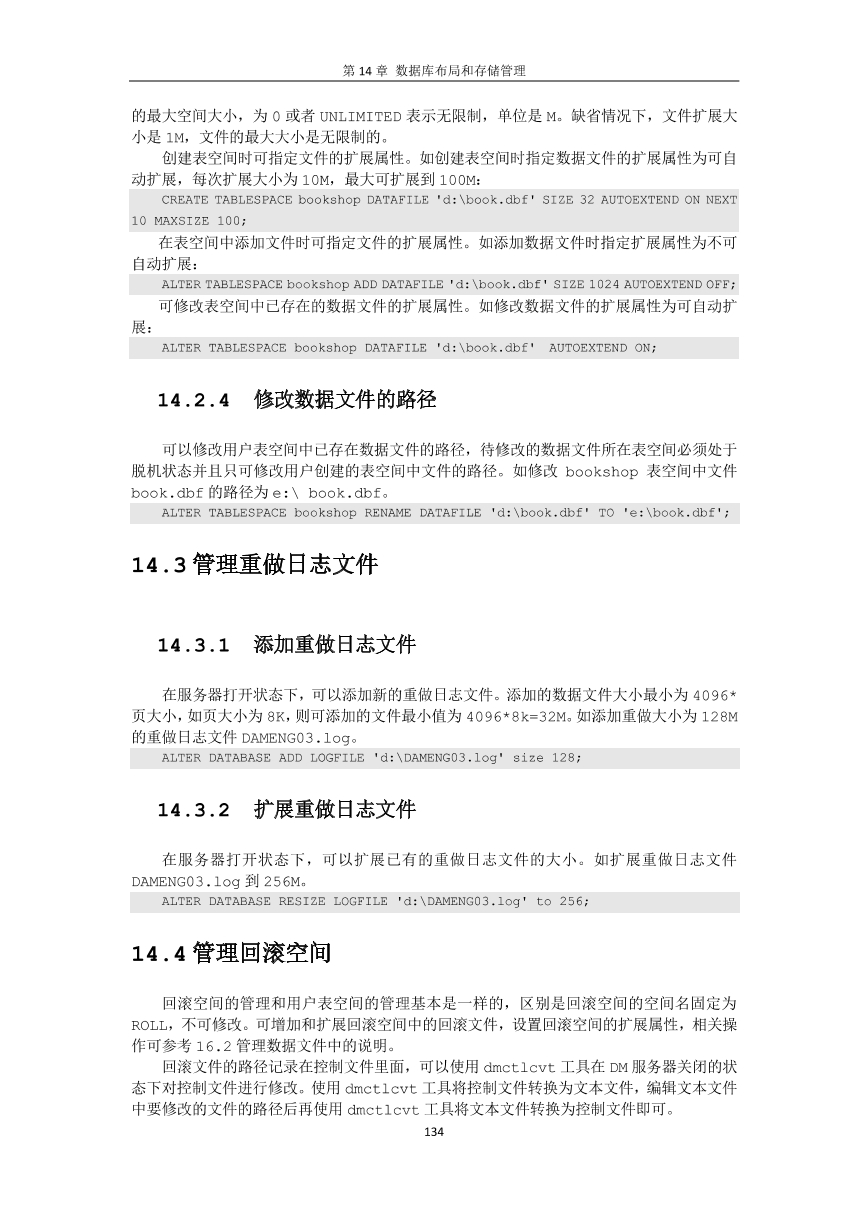 第 14 章 数据库布局和存储管理
的最大空间大小，为 0 或者 UNLIMITED 表示无限制，单位是 M。缺省情况下，文件扩展大
小是 1M，文件的最大大小是无限制的。
创建表空间时可指定文件的扩展属性。如创建表空间时指定数据文件的扩展属性为可自
动扩展，每次扩展大小为 10M，最大可扩展到 100M：
CREATE TABLESPACE bookshop DATAFILE 'd:\book.dbf' SIZE 32 AUTOEXTEND ON NEXT
10 MAXSIZE 100;
在表空间中添加文件时可指定文件的扩展属性。如添加数据文件时指定扩展属性为不可
自动扩展：
ALTER TABLESPACE bookshop ADD DATAFILE 'd:\book.dbf' SIZE 1024 AUTOEXTEND OFF;
可修改表空间中已存在的数据文件的扩展属性。如修改数据文件的扩展属性为可自动扩
展：
ALTER TABLESPACE bookshop DATAFILE 'd:\book.dbf' AUTOEXTEND ON;
14.2.4 修改数据文件的路径
可以修改用户表空间中已存在数据文件的路径，待修改的数据文件所在表空间必须处于
脱机状态并且只可修改用户创建的表空间中文件的路径。如修改 bookshop 表空间中文件
book.dbf 的路径为 e:\ book.dbf。
ALTER TABLESPACE bookshop RENAME DATAFILE 'd:\book.dbf' TO 'e:\book.dbf';
14.3 管理重做日志文件
14.3.1 添加重做日志文件
在服务器打开状态下，可以添加新的重做日志文件。添加的数据文件大小最小为 4096*
页大小，如页大小为 8K，则可添加的文件最小值为 4096*8k=32M。如添加重做大小为 128M
的重做日志文件 DAMENG03.log。
ALTER DATABASE ADD LOGFILE 'd:\DAMENG03.log' size 128;
14.3.2 扩展重做日志文件
在服务器打开状态下，可以扩展已有的重做日志文件的大小。如扩展重做日志文件
DAMENG03.log 到 256M。
ALTER DATABASE RESIZE LOGFILE 'd:\DAMENG03.log' to 256;
14.4 管理回滚空间
回滚空间的管理和用户表空间的管理基本是一样的，区别是回滚空间的空间名固定为
ROLL，不可修改。可增加和扩展回滚空间中的回滚文件，设置回滚空间的扩展属性，相关操
作可参考 16.2 管理数据文件中的说明。
回滚文件的路径记录在控制文件里面，可以使用 dmctlcvt 工具在 DM 服务器关闭的状
态下对控制文件进行修改。使用 dmctlcvt 工具将控制文件转换为文本文件，编辑文本文件
中要修改的文件的路径后再使用 dmctlcvt 工具将文本文件转换为控制文件即可。
134